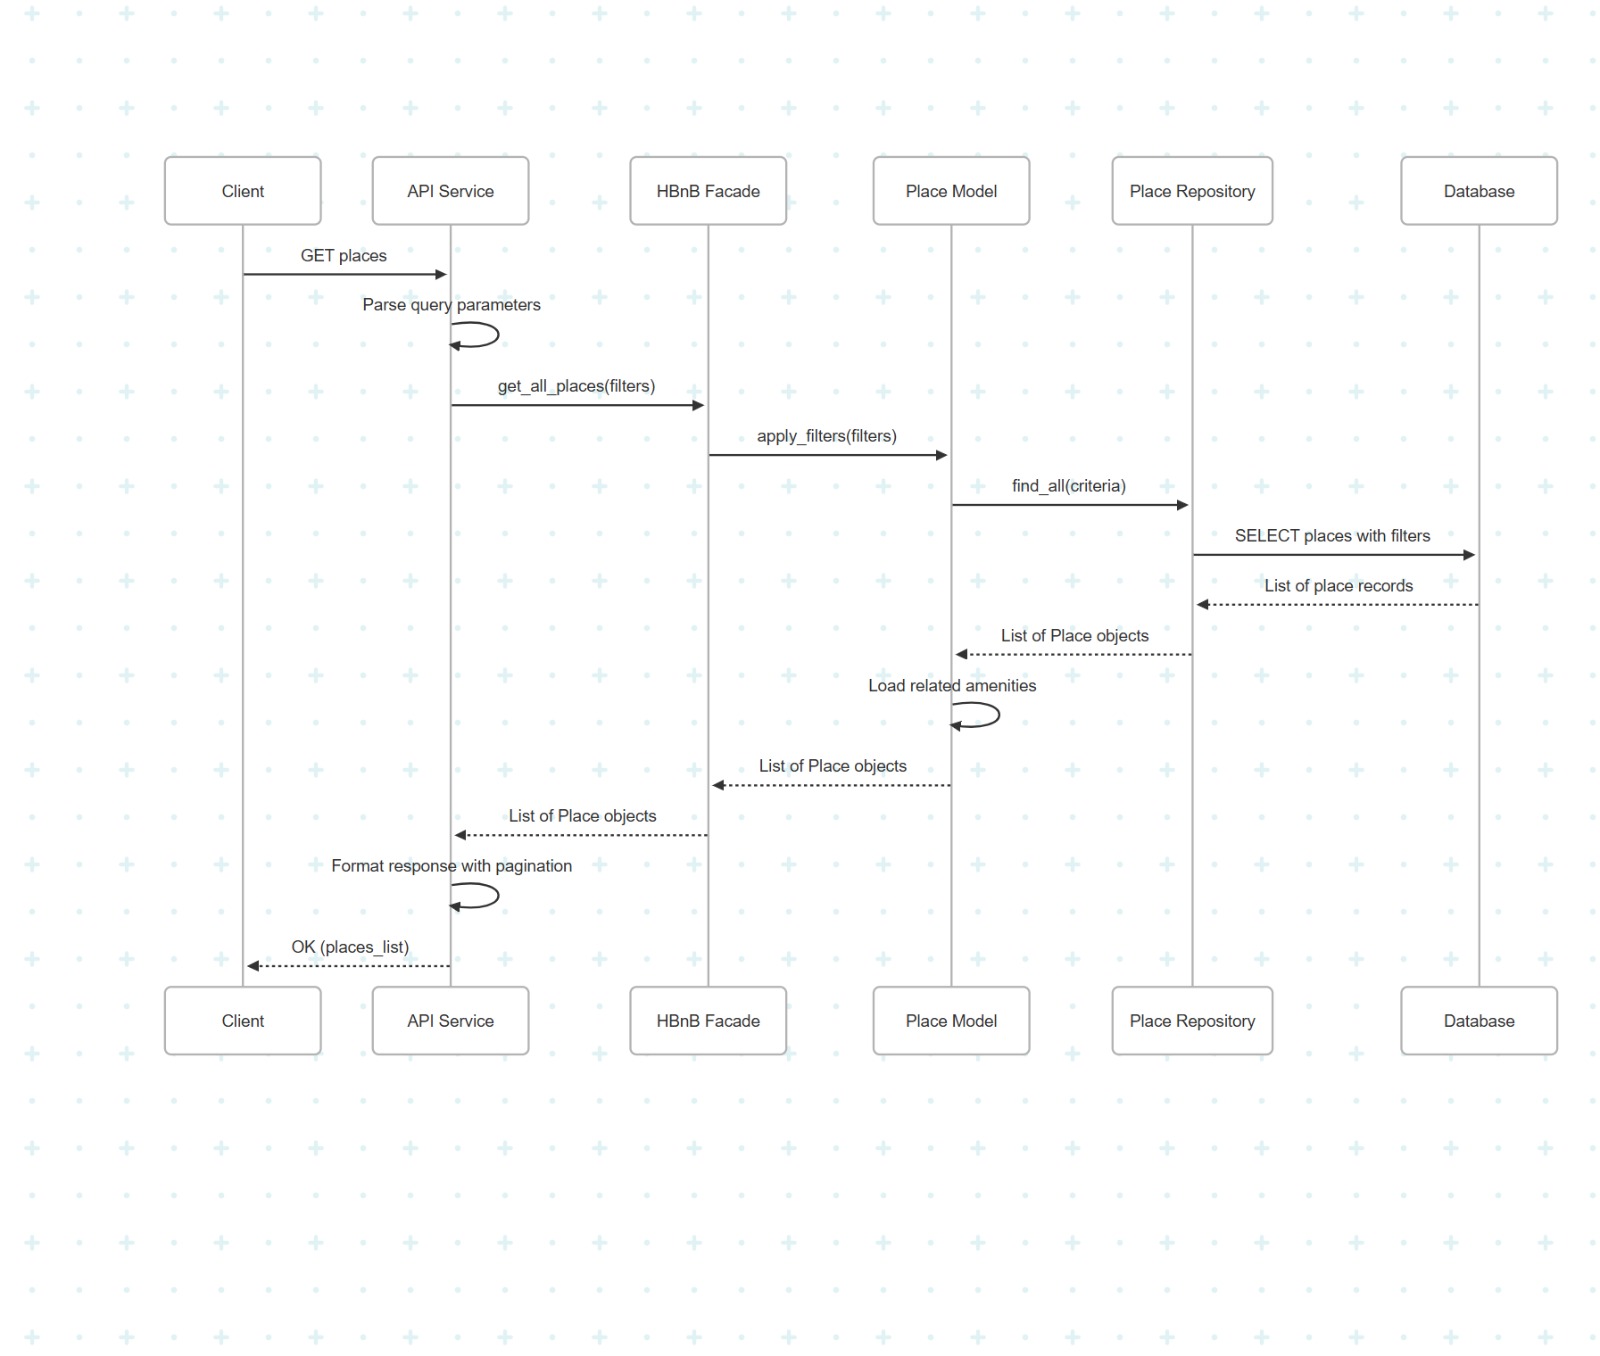 Client
API Service
HBnB Facade
Place Model
Place Repository
Database
GET places
Parse query parameters
get_all_places(filters)
apply_filters(filters)
find_all(criteria)
SELECT places with filters
List of place records
List of Place objects
Load related amenities
List of Place objects
List of Place objects
Format response with pagination
OK (places_list)
Client
API Service
HBnB Facade
Place Model
Place Repository
Database